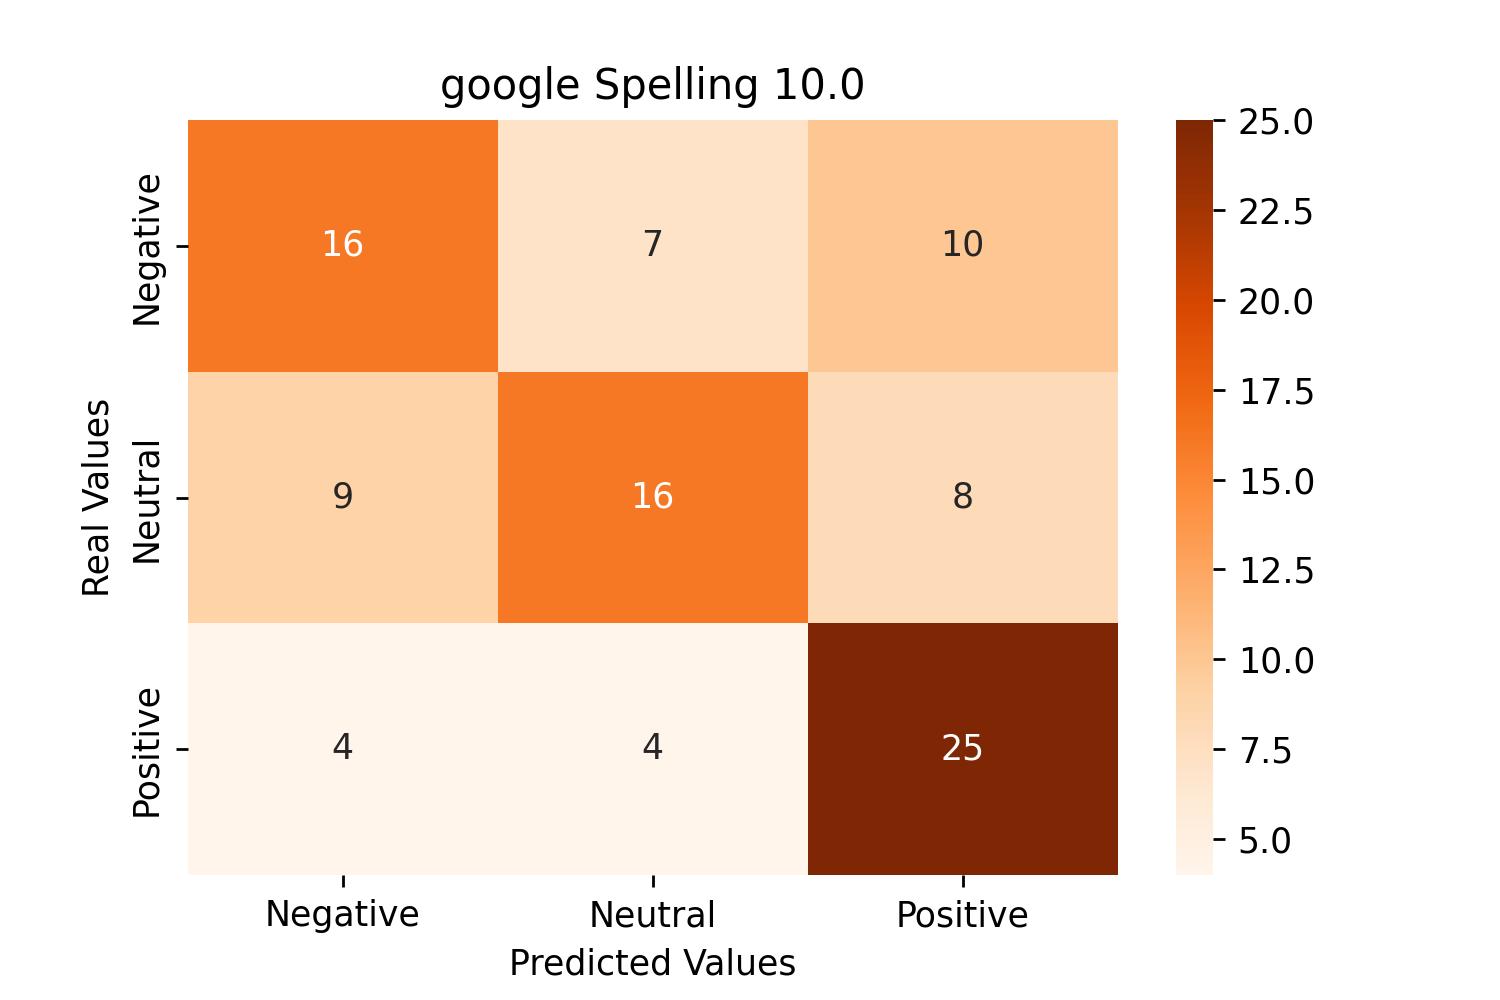 google Spelling 10.0
Real Values
Negative
16 7 10
Neutral
9 16 8
Positive
4 4 25
Negative Neutral Positive
Predicted Values
25.0
22.5
20.0
17.5
15.0
12.5
10.0
7.5
5.0